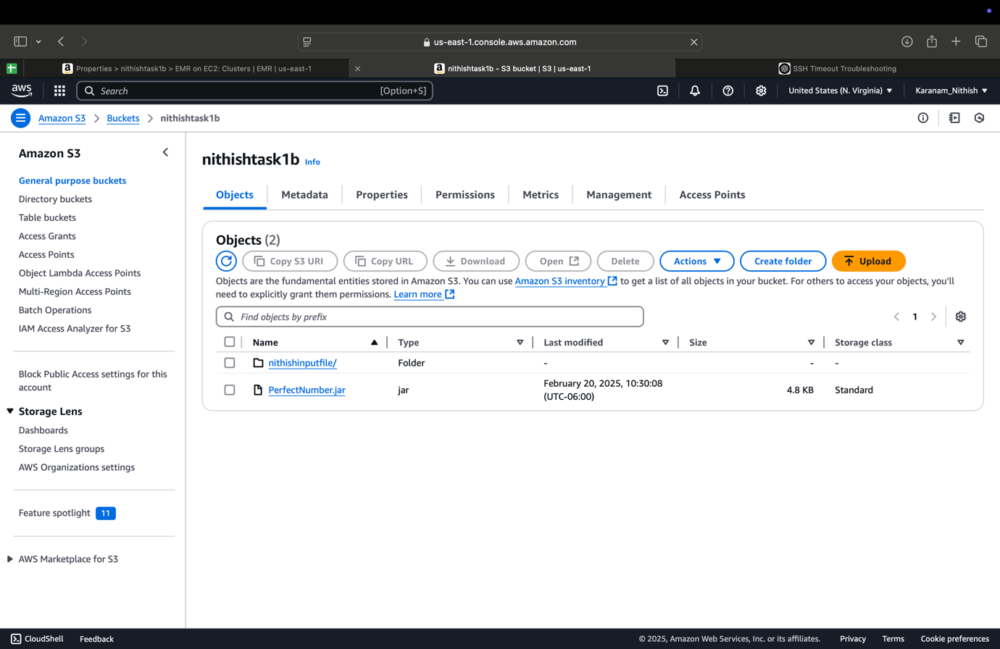 us-east-1.console.aws.amazon.com
Properties > nithishtask1b > EMR on EC2: Clusters | EMR | us-east-1
nithishtask1b - S3 bucket | S3 | us-east-1
SSH Timeout Troubleshooting
aws
Search
[Option+S]
United States (N. Virginia)
Karanam_Nithish
Amazon S3
Buckets
nithishtask1b
Amazon S3
General purpose buckets
Directory buckets
Table buckets
Access Grants
Access Points
Object Lambda Access Points
Multi-Region Access Points
Batch Operations
IAM Access Analyzer for S3
Block Public Access settings for this
account
Storage Lens
Dashboards
Storage Lens groups
AWS Organizations settings
Feature spotlight 11
AWS Marketplace for S3
nithishtask1b Info
Objects
Metadata
Properties
Permissions
Metrics
Management
Access Points
Objects (2)
Copy S3 URI
Copy URL
Download
Open
Delete
Actions
Create folder
Upload
Objects are the fundamental entities stored in Amazon S3. You can use Amazon S3 inventory to get a list of all objects in your bucket. For others to access your objects, you'll
need to explicitly grant them permissions. Learn more
Find objects by prefix
1
Name
Type
Last modified
Size
Storage class
nithishinputfile/
Folder
-
-
-
PerfectNumber.jar
jar
February 20, 2025, 10:30:08
(UTC-06:00)
4.8 KB
Standard
CloudShell
Feedback
© 2025, Amazon Web Services, Inc. or its affiliates.
Privacy
Terms
Cookie preferences